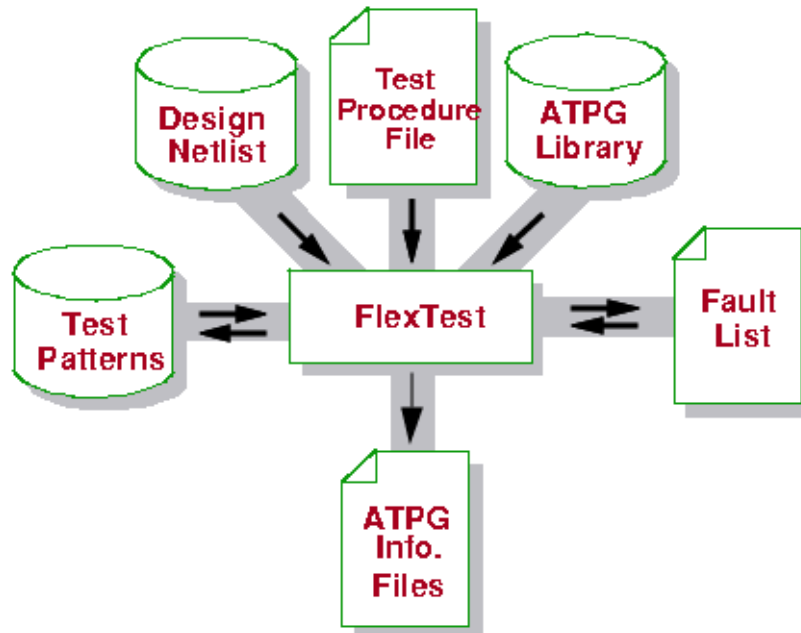 Design
Netlist
Test
Procedure
File
ATPG
Library
Test
Patterns
FlexTest
Fault
List
ATPG
Info.
Files